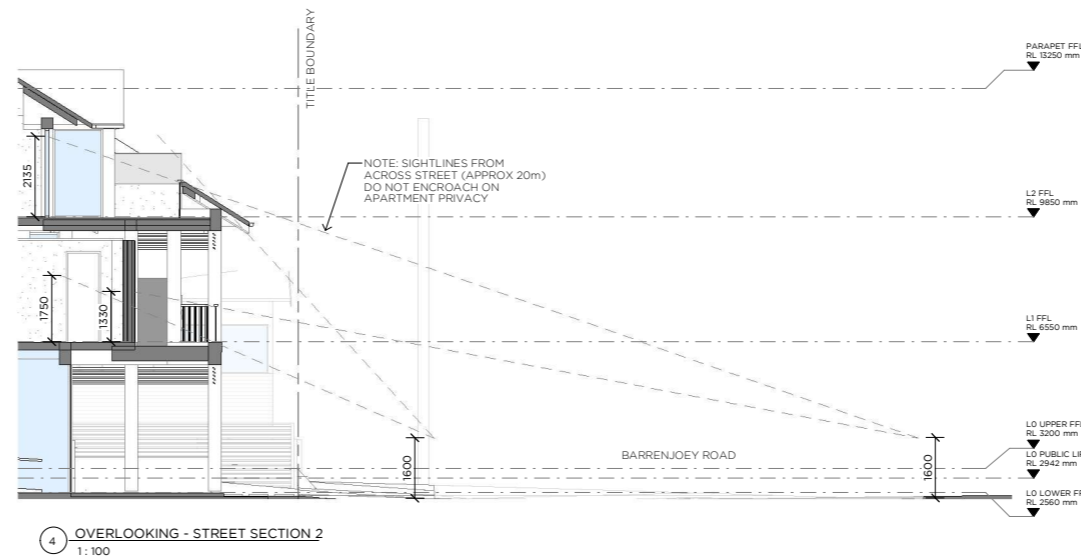 TITLE BOUNDARY
PARAPET FFL
RL 13250 mm
NOTE: SIGHTLINES FROM
ACROSS STREET (APPROX 20m)
DO NOT ENCROACH ON
APARTMENT PRIVACY
2135
L2 FFL
RL 9850 mm
1750
1330
L1 FFL
RL 6550 mm
L0 UPPER FFL
RL 3200 mm
BARRENJOEY ROAD
1600
1600
L0 PUBLIC
RL 2942 mm
L0 LOWER
RL 2560 mm
4
OVERLOOKING - STREET SECTION 2
1 : 100